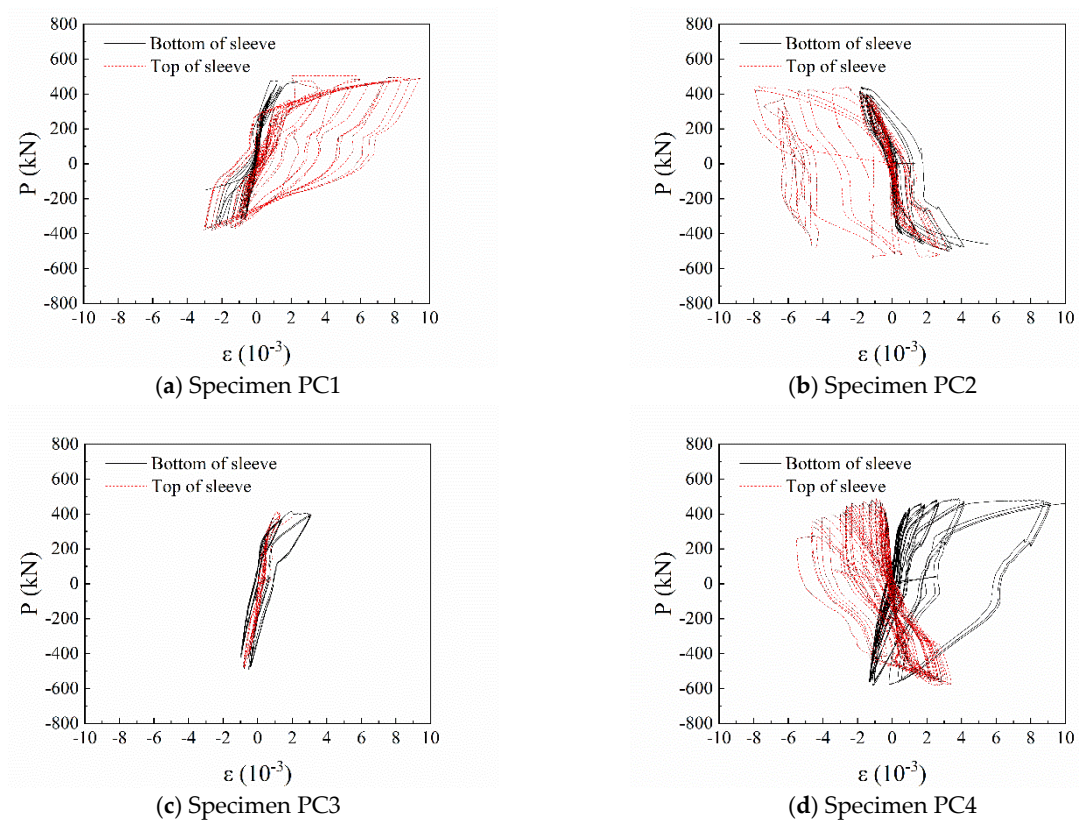 800
Bottom of sleeve
600
Top of sleeve
400
200
0
-200
-400
-600
-800
P (kN)
-10 -8 -6 -4 -2 0 2 4 6 8 10
ε (10⁻³)
(a) Specimen PC1
800
Bottom of sleeve
600
Top of sleeve
400
200
0
-200
-400
-600
-800
P (kN)
-10 -8 -6 -4 -2 0 2 4 6 8 10
ε (10⁻³)
(b) Specimen PC2
800
Bottom of sleeve
600
Top of sleeve
400
200
0
-200
-400
-600
-800
P (kN)
-10 -8 -6 -4 -2 0 2 4 6 8 10
ε (10⁻³)
(c) Specimen PC3
800
Bottom of sleeve
600
Top of sleeve
400
200
0
-200
-400
-600
-800
P (kN)
-10 -8 -6 -4 -2 0 2 4 6 8 10
ε (10⁻³)
(d) Specimen PC4